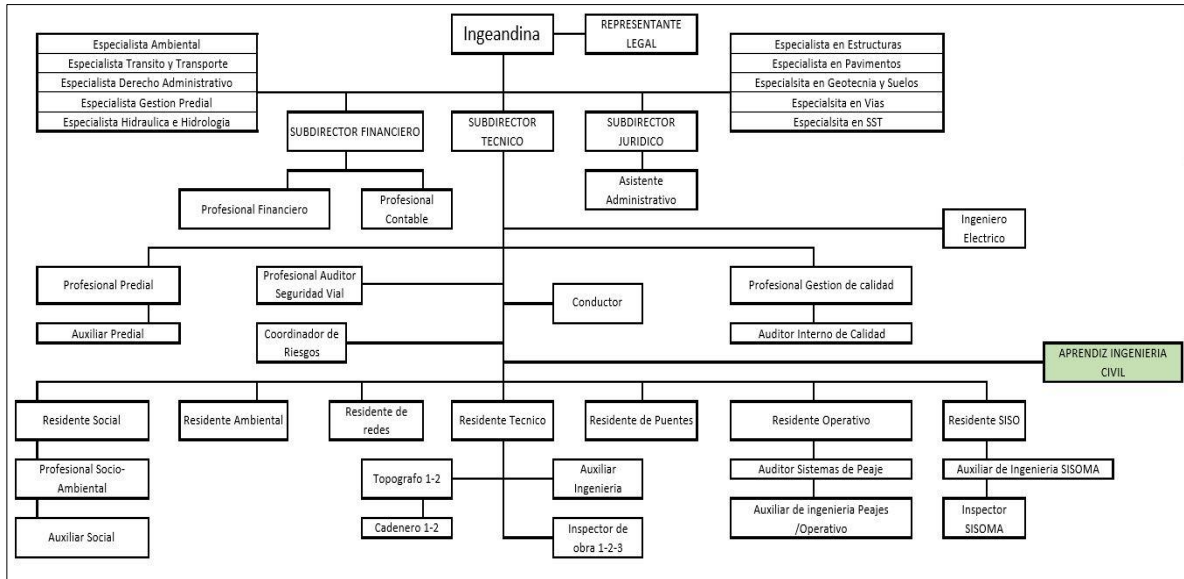 Ingeandina
REPRESENTANTE
LEGAL
Especialista Ambiental
Especialista Transito y Transporte
Especialista Derecho Administrativo
Especialista Gestion Predial
Especialista Hidraulica e Hidrologia
Especialista en Estructuras
Especialista en Pavimentos
Especialsita en Geotecnia y Suelos
Especialsita en Vias
Especialsita en SST
SUBDIRECTOR FINANCIERO
SUBDIRECTOR
TECNICO
SUBDIRECTOR
JURIDICO
Profesional Financiero
Profesional
Contable
Asistente
Administrativo
Ingeniero
Electrico
Profesional Predial
Profesional Auditor
Seguridad Vial
Conductor
Profesional Gestion de calidad
Auxiliar Predial
Coordinador de
Riesgos
Auditor Interno de Calidad
APRENDIZ INGENIERIA
CIVIL
Residente Social
Residente Ambiental
Residente de
redes
Residente Tecnico
Residente de Puentes
Residente Operativo
Residente SISO
Profesional Socio-
Ambiental
Topografo 1-2
Auxiliar
Ingenieria
Auditor Sistemas de Peaje
Auxiliar de Ingenieria SISOMA
Auxiliar Social
Cadenero 1-2
Inspector de
obra 1-2-3
Auxiliar de ingenieria Peajes
/Operativo
Inspector
SISOMA